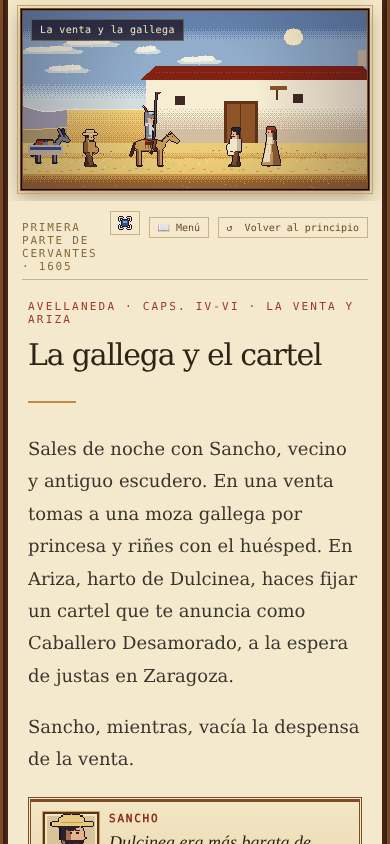 La venta y la gallega
PRIMERA
PARTE DE
CERVANTES
· 1605
📖 Menú
↺ Volver al principio
AVELLANEDA · CAPS. IV-VI · LA VENTA Y
ARIZA
La gallega y el cartel
Sales de noche con Sancho, vecino
y antiguo escudero. En una venta
tomas a una moza gallega por
princesa y riñes con el huésped. En
Ariza, harto de Dulcinea, haces fijar
un cartel que te anuncia como
Caballero Desamorado, a la espera
de justas en Zaragoza.
Sancho, mientras, vacía la despensa
de la venta.
SANCHO
Dulcinea era más barata de